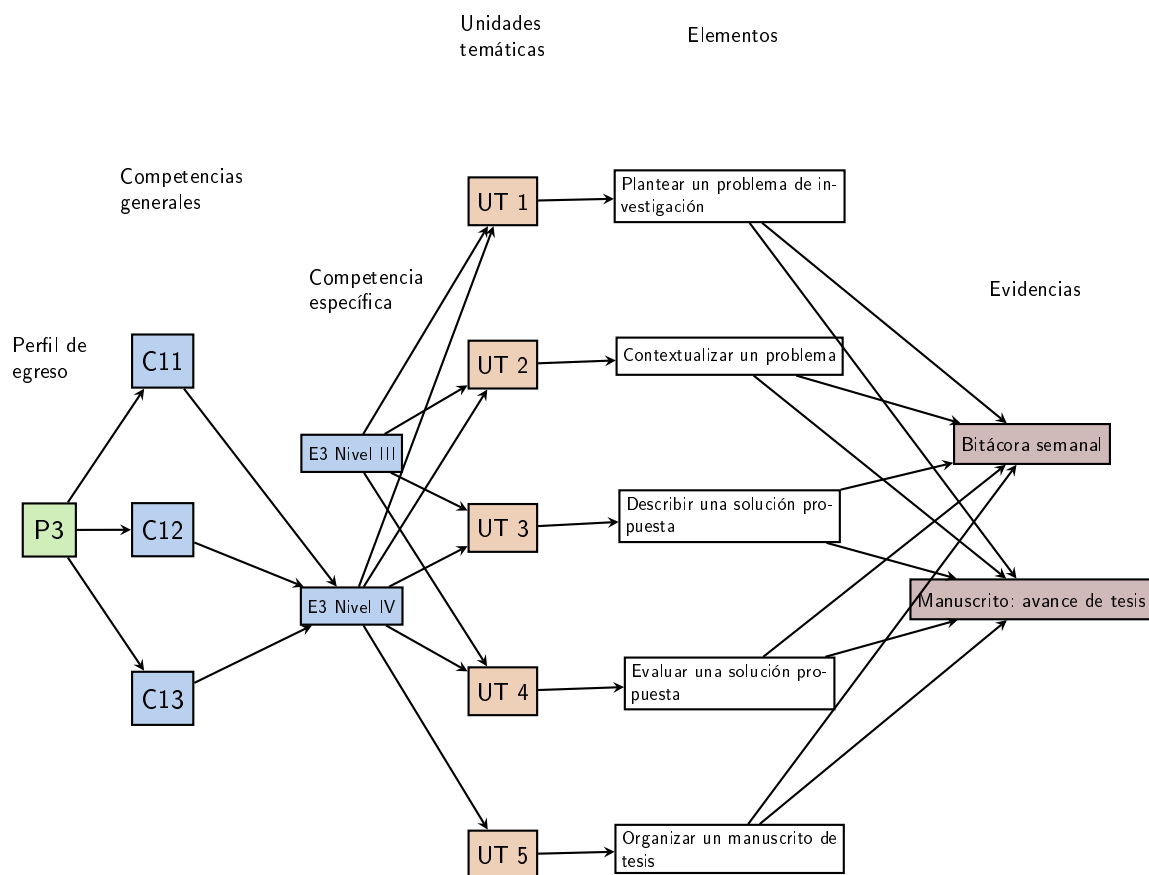 Unidades
temáticas
Elementos
Competencias
generales
UT 1
Plantear un problema de in-
vestigación
Competencia
específica
Evidencias
Perfil de
egreso
C11
UT 2
Contextualizar un problema
E3 Nivel III
Bitácora semanal
P3
C12
UT 3
Describir una solución pro-
puesta
E3 Nivel IV
Manuscrito: avance de tesis
C13
UT 4
Evaluar una solución pro-
puesta
UT 5
Organizar un manuscrito de
tesis